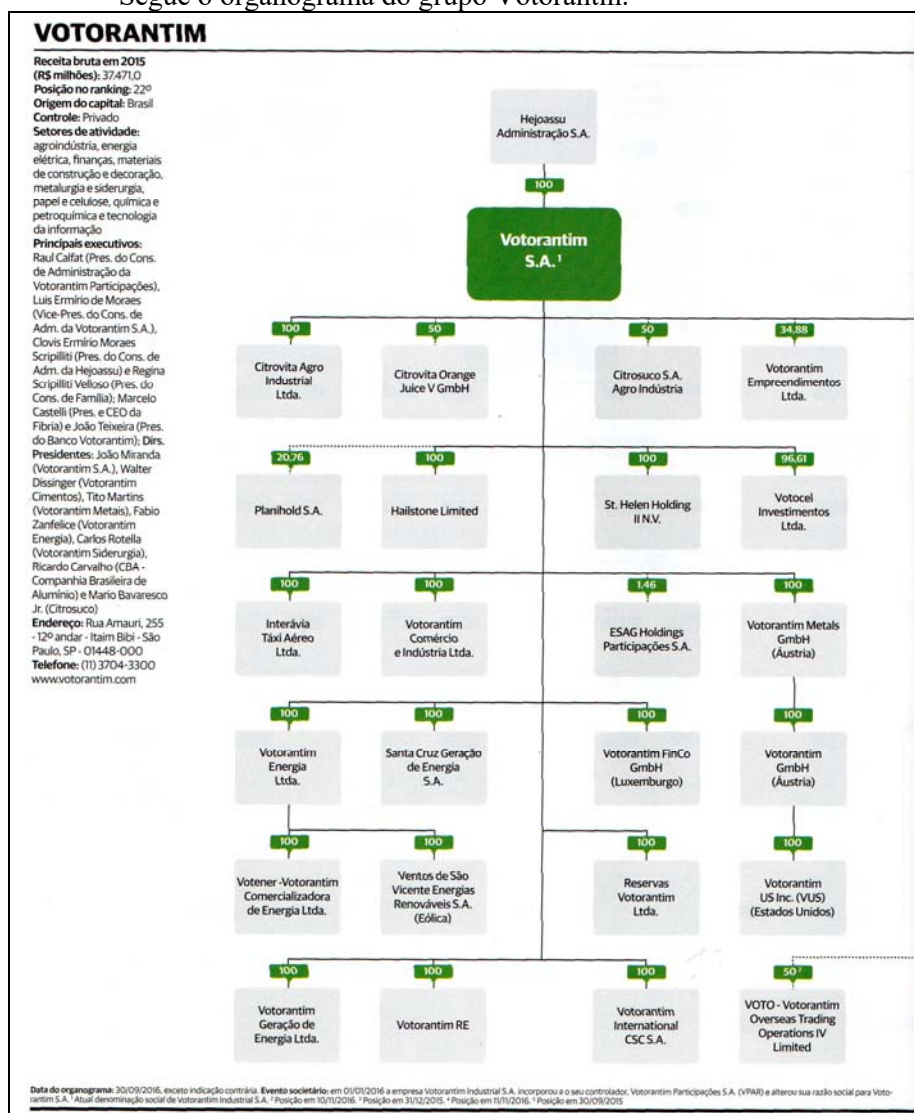 Segue o organograma do grupo Votorantim.
VOTORANTIM
Receita bruta em 2015
(R$ milhões): 37.471,0
Posição no ranking: 22º
Origem do capital: Brasil
Controle: Privado
Setores de atividade:
agroindústria, energia
elétrica, finanças, materiais
de construção e decoração,
metalurgia e siderurgia,
papel e celulose, química e
petroquímica e tecnologia
da informação
Principais executivos:
Raul Calfat (Pres. do Cons.
de Administração da
Votorantim Participações),
Luis Ermírio de Moraes
(Vice-Pres. do Cons. de
Adm. da Votorantim S.A.),
Clovis Ermírio Moraes
Scripilliti (Pres. do Cons. de
Adm. da Hejoassu) e Regina
Scripilliti Velloso (Pres. do
Cons. de Família); Marcelo
Castelli (Pres. e CEO da
Fibria) e João Teixeira (Pres.
do Banco Votorantim); Dirs.
Presidentes: João Miranda
(Votorantim S.A.), Walter
Dissinger (Votorantim
Cimentos), Tito Martins
(Votorantim Metais), Fabio
Zanfelice (Votorantim
Energia), Carlos Rotella
(Votorantim Siderurgia),
Ricardo Carvalho (CBA -
Companhia Brasileira de
Alumínio) e Mario Bavaresco
Jr. (Citrosuco)
Endereço: Rua Amauri, 255
- 12º andar - Itaim Bibi - São
Paulo, SP - 01448-000
Telefone: (11) 3704-3300
www.votorantim.com
Hejoassu
Administração S.A.
100
Votorantim
S.A.¹
100
Citrovita Agro
Industrial
Ltda.
50
Citrovita Orange
Juice V GmbH
50
Citrosuco S.A.
Agro Indústria
34,88
Votorantim
Empreendimentos
Ltda.
20,76
Planihold S.A.
100
Hailstone Limited
100
St. Helen Holding
II N.V.
96,61
Votocel
Investimentos
Ltda.
100
Interávia
Táxi Aéreo
Ltda.
100
Votorantim
Comércio
e Indústria Ltda.
1,46
ESAG Holdings
Participações S.A.
100
Votorantim Metals
GmbH
(Áustria)
100
Votorantim
Energia
Ltda.
100
Santa Cruz Geração
de Energia
S.A.
100
Votorantim FinCo
GmbH
(Luxemburgo)
100
Votorantim
GmbH
(Áustria)
100
Votener -Votorantim
Comercializadora
de Energia Ltda.
100
Ventos de São
Vicente Energias
Renováveis S.A.
(Eólica)
100
Reservas
Votorantim
Ltda.
100
Votorantim
US Inc. (VUS)
(Estados Unidos)
100
Votorantim
Geração de
Energia Ltda.
100
Votorantim RE
100
Votorantim
International
CSC S.A.
50²
VOTO - Votorantim
Overseas Trading
Operations IV
Limited
Data do organograma: 30/09/2016, exceto indicação contrária. Evento societário: em 01/01/2016 a empresa Votorantim Industrial S.A. incorporou a o seu controlador, Votorantim Participações S.A. (VPAR) e alterou sua razão social para Voto-
rantim S.A. ¹ Atual denominação social de Votorantim Industrial S.A. ² Posição em 10/11/2016. ³ Posição em 31/12/2015. ⁴ Posição em 11/11/2016. ⁵ Posição em 30/09/2015